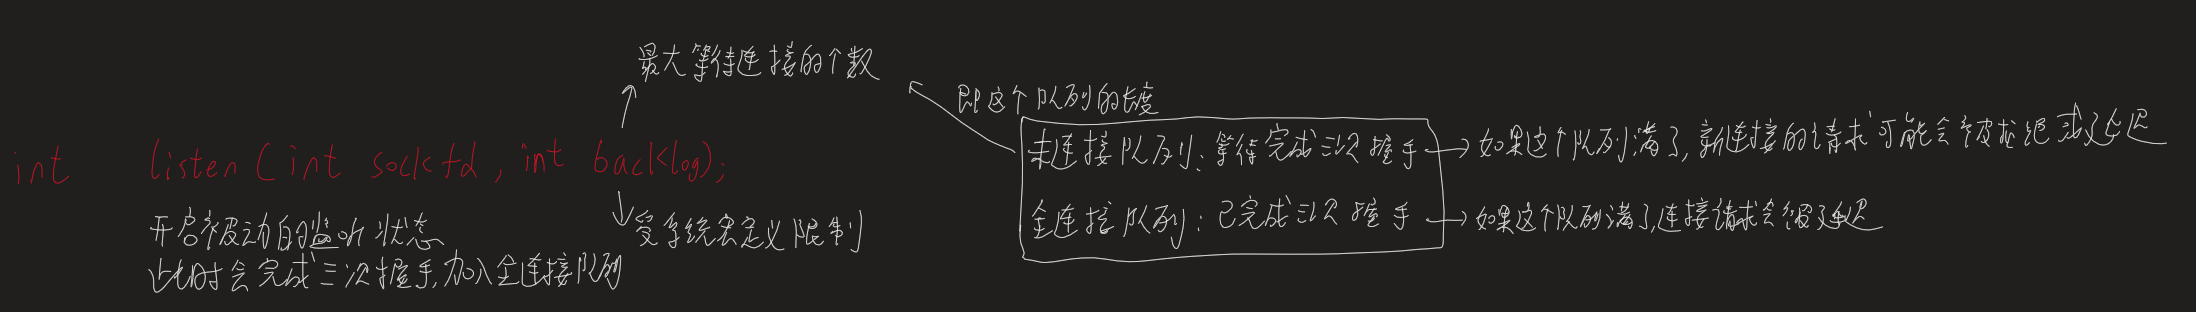 最大等待连接的个数
即这个队列的长度
int listen (int sockfd, int backlog);
未连接队列：等待完成三次握手 → 如果这个队列满了，新连接的请求可能会被拒绝或延迟
全连接队列：已完成三次握手 → 如果这个队列满了，连接请求会被延迟
开启被动的监听状态
受系统宏定义限制
此时会完成三次握手，加入全连接队列